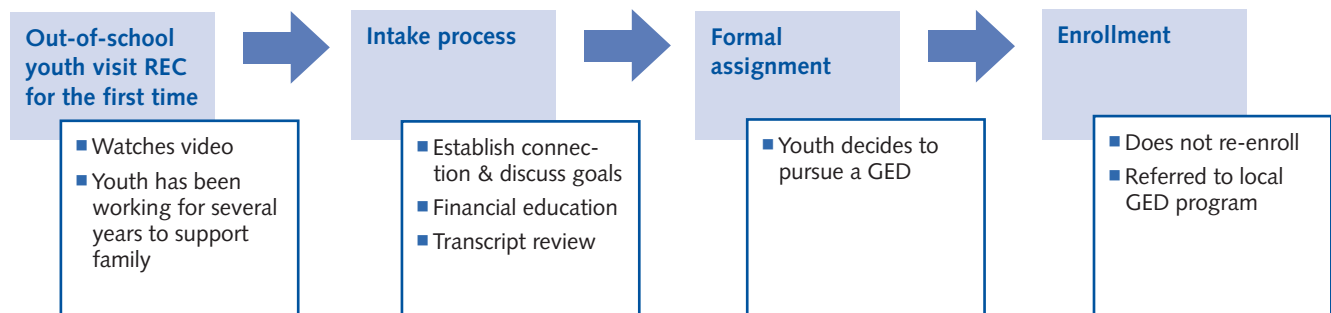 Out-of-school
youth visit REC
for the first time
■ Watches video
■ Youth has been
working for several
years to support
family
Intake process
■ Establish connec-
tion & discuss goals
■ Financial education
■ Transcript review
Formal
assignment
■ Youth decides to
pursue a GED
Enrollment
■ Does not re-enroll
■ Referred to local
GED program